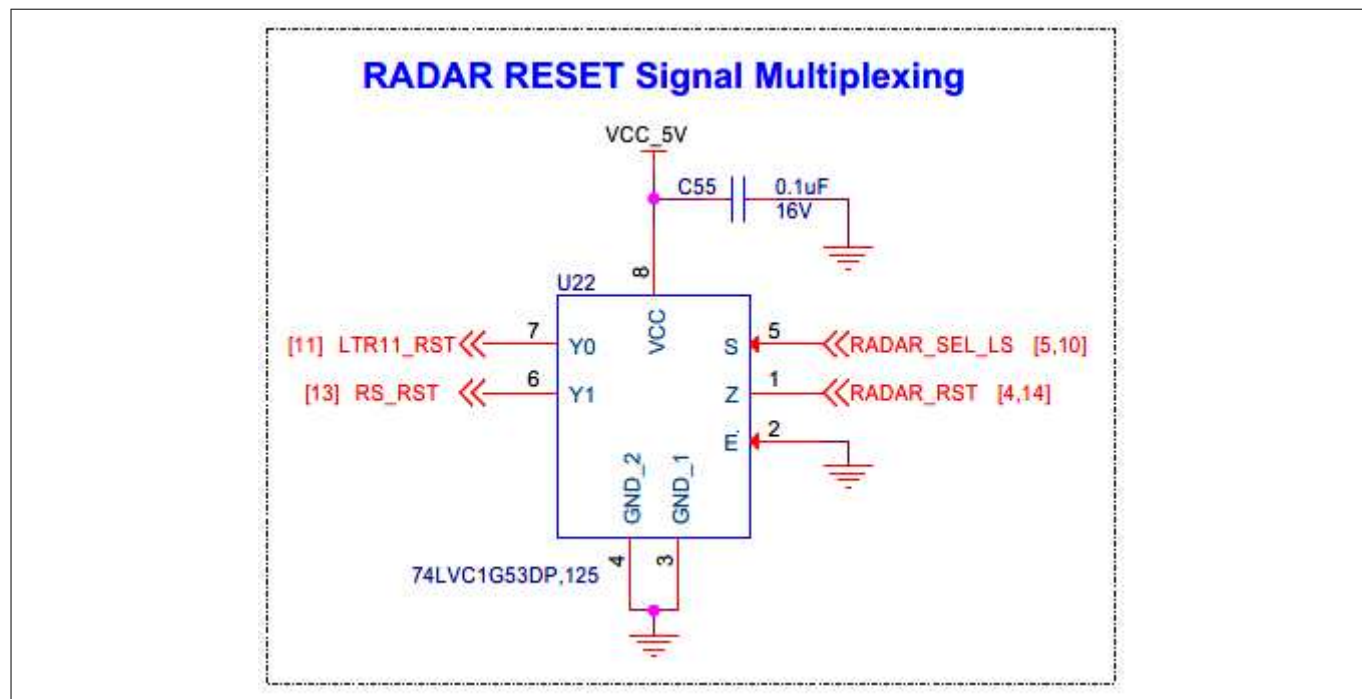 RADAR RESET Signal Multiplexing
VCC_5V
C55 0.1uF
16V
8
U22
[11] LTR11_RST 7 Y0 VCC S 5 RADAR_SEL_LS [5,10]
[13] RS_RST 6 Y1 Z 1 RADAR_RST [4,14]
E 2
GND_2 GND_1
4 3
74LVC1G53DP,125